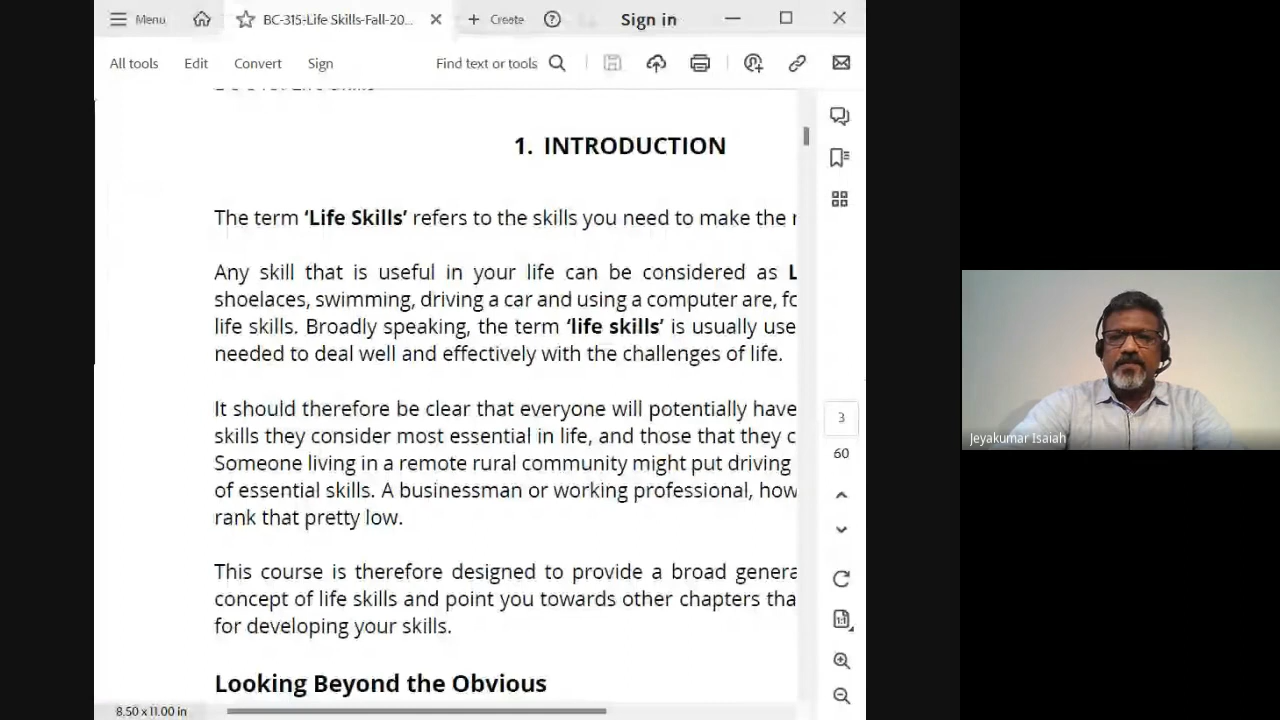 Menu
BC-315-Life Skills-Fall-20...
Create
Sign in
All tools
Edit
Convert
Sign
Find text or tools
1. INTRODUCTION
The term ‘Life Skills’ refers to the skills you need to make the
Any skill that is useful in your life can be considered as L
shoelaces, swimming, driving a car and using a computer are, fo
life skills. Broadly speaking, the term ‘life skills’ is usually use
needed to deal well and effectively with the challenges of life.
It should therefore be clear that everyone will potentially have
skills they consider most essential in life, and those that they c
Someone living in a remote rural community might put driving
of essential skills. A businessman or working professional, how
rank that pretty low.
This course is therefore designed to provide a broad genera
concept of life skills and point you towards other chapters tha
for developing your skills.
Looking Beyond the Obvious
8.50 x 11.00 in
3
60
Jeyakumar Isaiah